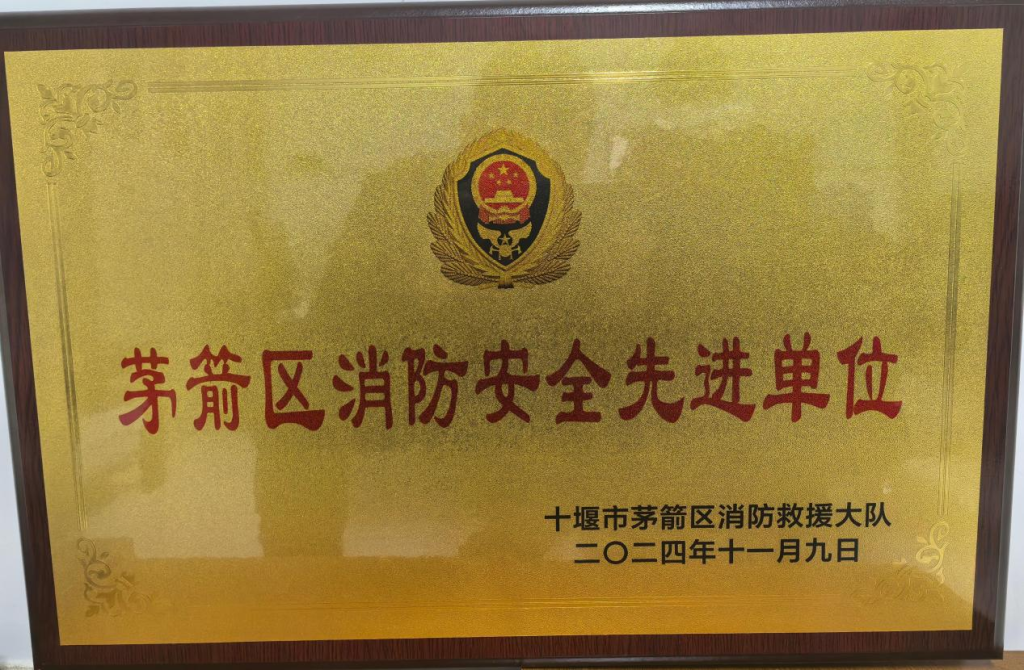 茅箭区消防安全先进单位
十堰市茅箭区消防救援大队
二〇二四年十一月九日